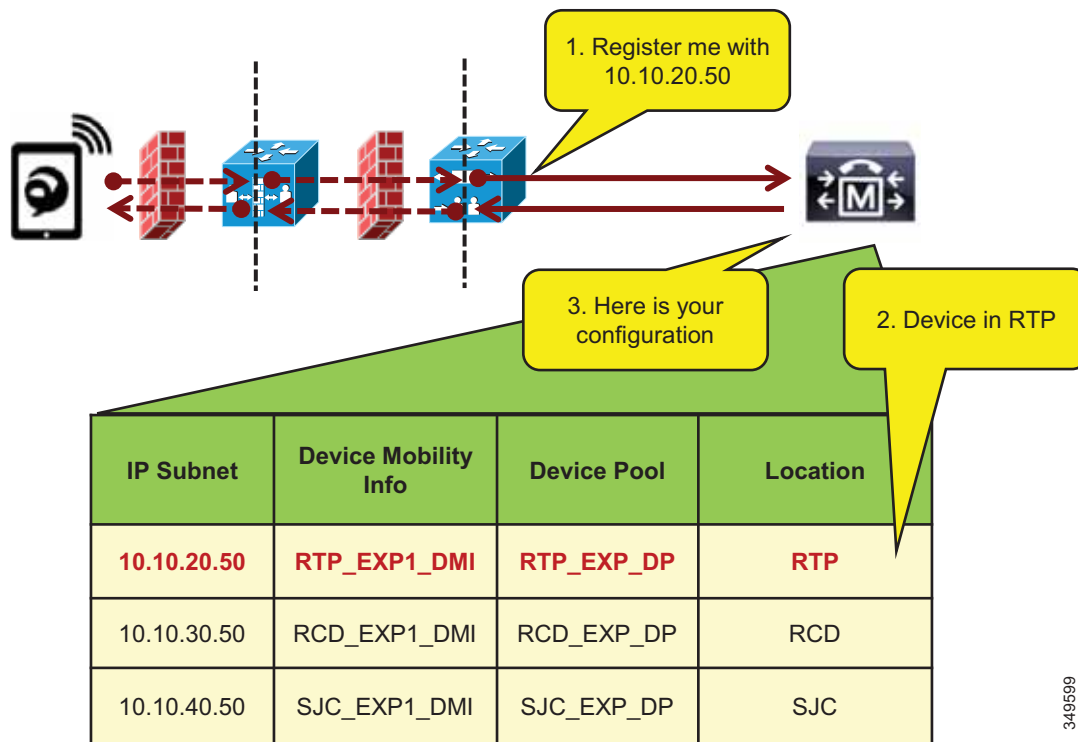 1. Register me with
10.10.20.50
M
3. Here is your
configuration
2. Device in RTP
IP Subnet
Device Mobility
Info
Device Pool
Location
10.10.20.50
RTP_EXP1_DMI
RTP_EXP_DP
RTP
10.10.30.50
RCD_EXP1_DMI
RCD_EXP_DP
RCD
10.10.40.50
SJC_EXP1_DMI
SJC_EXP_DP
SJC
349599